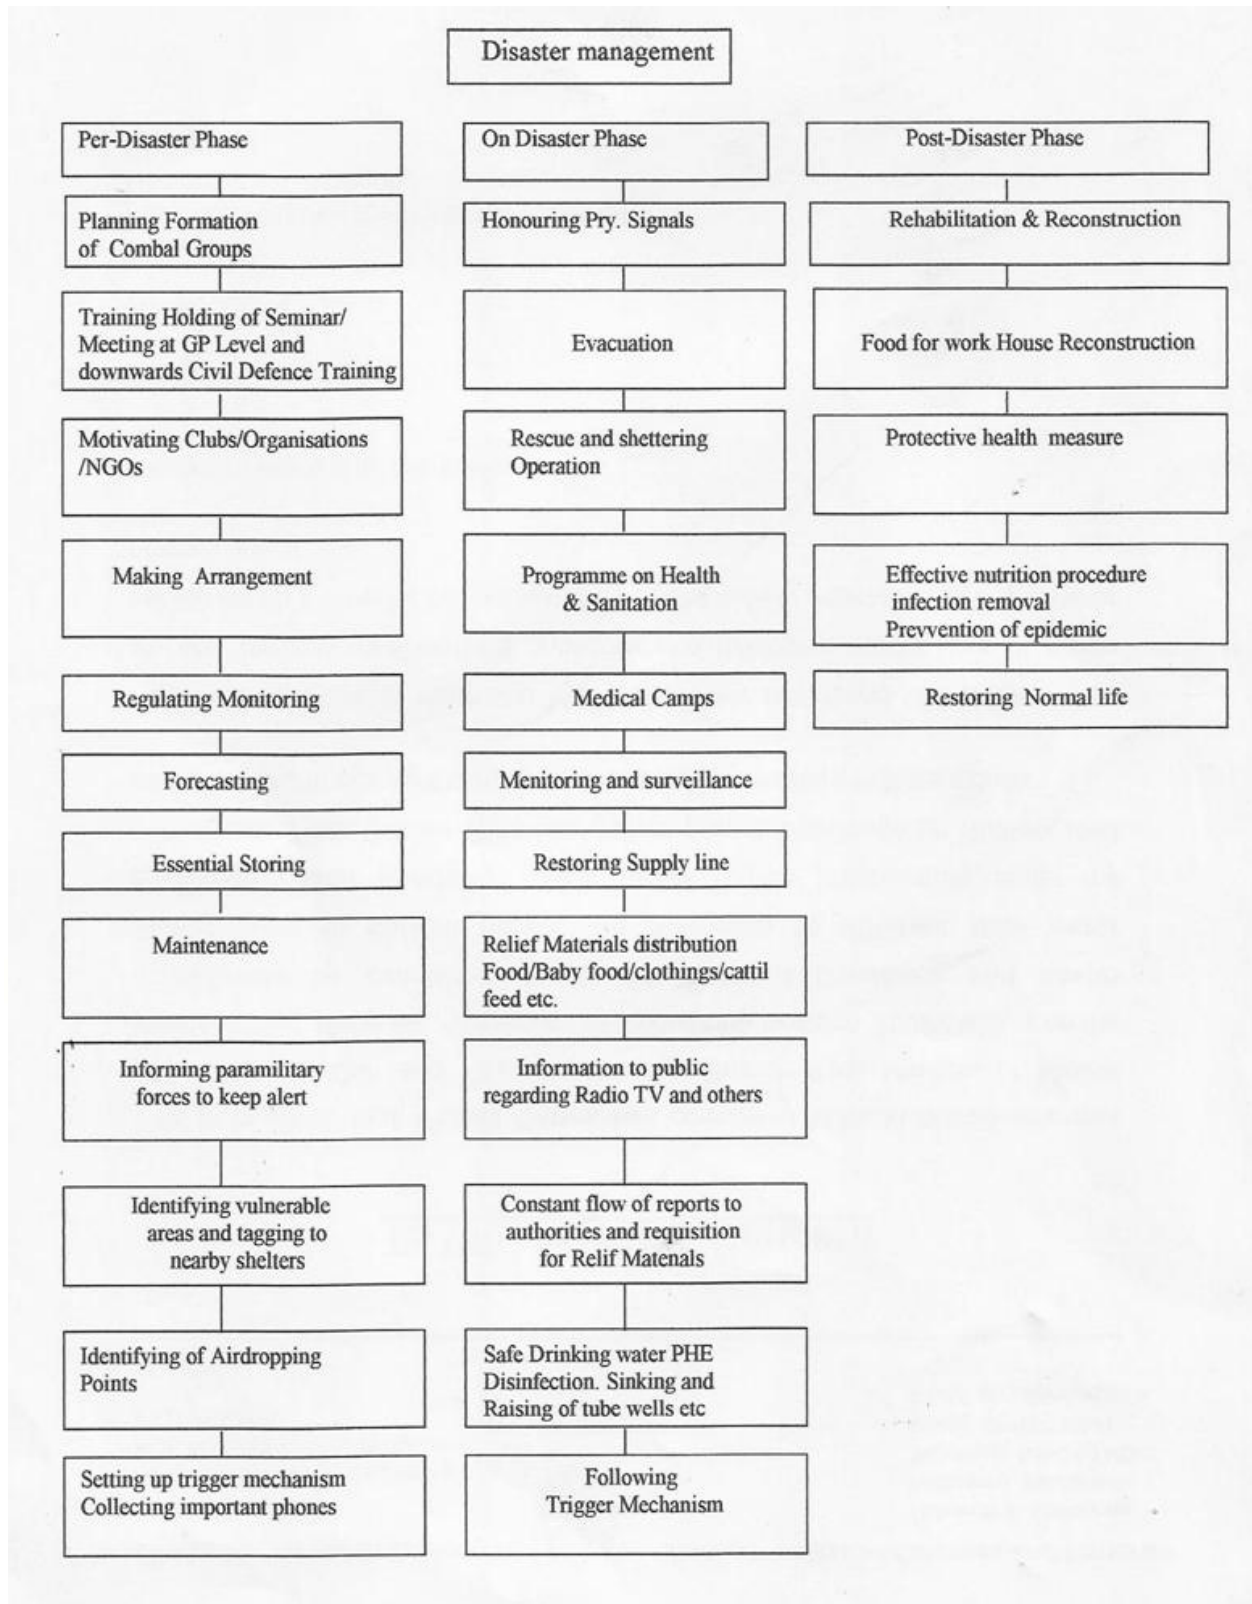 Disaster management
Per-Disaster Phase
Planning Formation
of Combal Groups
Training Holding of Seminar/
Meeting at GP Level and
downwards Civil Defence Training
Motivating Clubs/Organisations
/NGOs
Making Arrangement
Regulating Monitoring
Forecasting
Essential Storing
Maintenance
Informing paramilitary
forces to keep alert
Identifying vulnerable
areas and tagging to
nearby shelters
Identifying of Airdropping
Points
Setting up trigger mechanism
Collecting important phones
On Disaster Phase
Honouring Pry. Signals
Evacuation
Rescue and shettering
Operation
Programme on Health
& Sanitation
Medical Camps
Menitoring and surveillance
Restoring Supply line
Relief Materials distribution
Food/Baby food/clothings/cattil
feed etc.
Information to public
regarding Radio TV and others
Constant flow of reports to
authorities and requisition
for Relif Matenals
Safe Drinking water PHE
Disinfection. Sinking and
Raising of tube wells etc
Following
Trigger Mechanism
Post-Disaster Phase
Rehabilitation & Reconstruction
Food for work House Reconstruction
Protective health measure
Effective nutrition procedure
infection removal
Prevvention of epidemic
Restoring Normal life